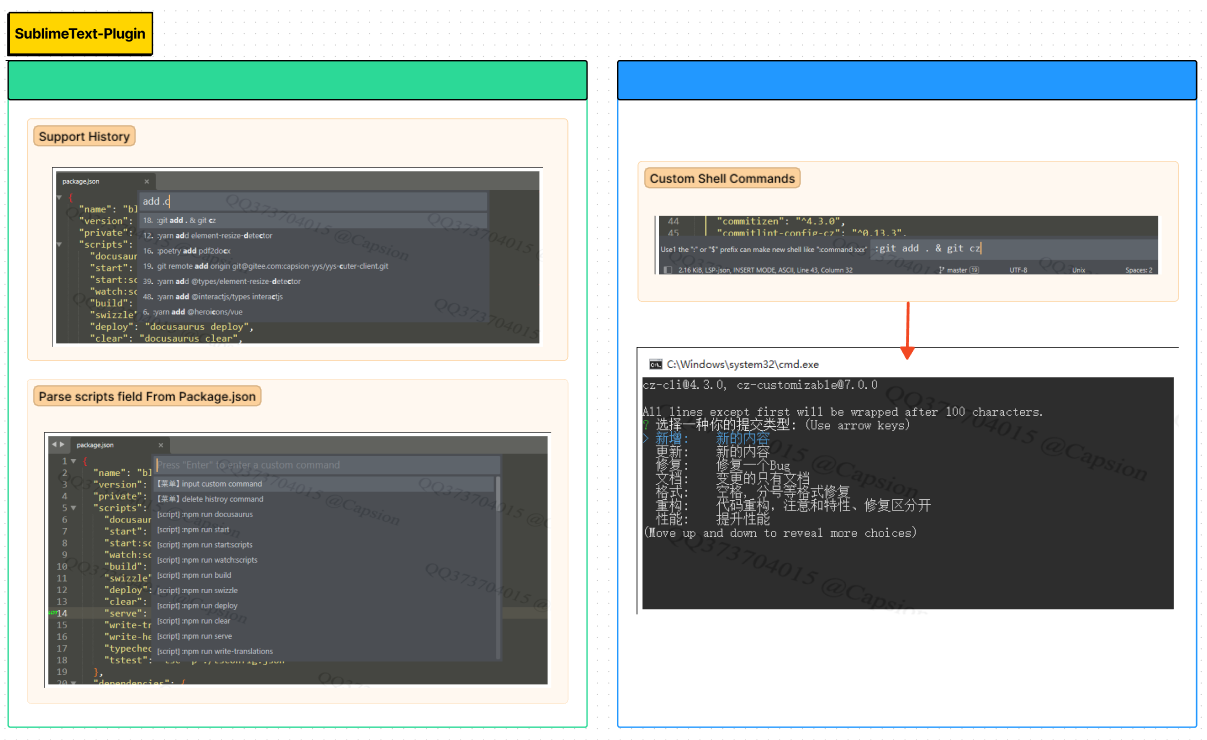 SublimeText-Plugin
Support History
package.json ×
add .c
{
"name": "bl
"version":
"private":
"scripts":
"docusaur
"start":
"start:sc
"watch:sc
"build":
"swizzle"
"deploy": "docusaurus deploy",
"clear": "docusaurus clear",
18. :git add . & git cz
12. :yarn add element-resize-detector
16. :poetry add pdf2docx
19. :git remote add origin git@gitee.com:capsion-yys/yys-cuter-client.git
39. :yarn add @types/element-resize-detector
48. :yarn add @interactjs/types interactjs
6. :yarn add @heroicons/vue
QQ373704015 @Capsion
Parse scripts field From Package.json
package.json ×
Press "Enter" to enter a custom command
1 {
2 "name": "bl
3 "version":
4 "private":
5 "scripts":
6 "docusaur
7 "start":
8 "start:sc
9 "watch:sc
10 "build":
11 "swizzle"
12 "deploy":
13 "clear":
14 "serve":
15 "write-tr
16 "write-he
17 "typechec
18 "tstest": "tsc -p ./tsconfig.json"
19 },
20 "dependencies": {
【菜单】input custom command
【菜单】delete histroy command
[script] :npm run docusaurus
[script] :npm run start
[script] :npm run start:scripts
[script] :npm run watch:scripts
[script] :npm run build
[script] :npm run swizzle
[script] :npm run deploy
[script] :npm run clear
[script] :npm run serve
[script] :npm run write-translations
QQ373704015 @Capsion
Custom Shell Commands
44 "commitizen": "^4.3.0",
45 "commitlint-config-cz": "^0.13.3",
Use1 the ":" or "$" prefix can make new shell like "command xxx" :git add . & git cz
2.16 KiB, LSP-json, INSERT MODE, ASCII, Line 43, Column 32 master 19 UTF-8 Unix Spaces: 2
C:\Windows\system32\cmd.exe
cz-cli@4.3.0, cz-customizable@7.0.0
All lines except first will be wrapped after 100 characters.
? 选择一种你的提交类型: (Use arrow keys)
> 新增: 新的内容
更新: 新的内容
修复: 修复一个Bug
文档: 变更的只有文档
格式: 空格, 分号等格式修复
重构: 代码重构，注意和特性、修复区分开
性能: 提升性能
(Move up and down to reveal more choices)
QQ373704015 @Capsion